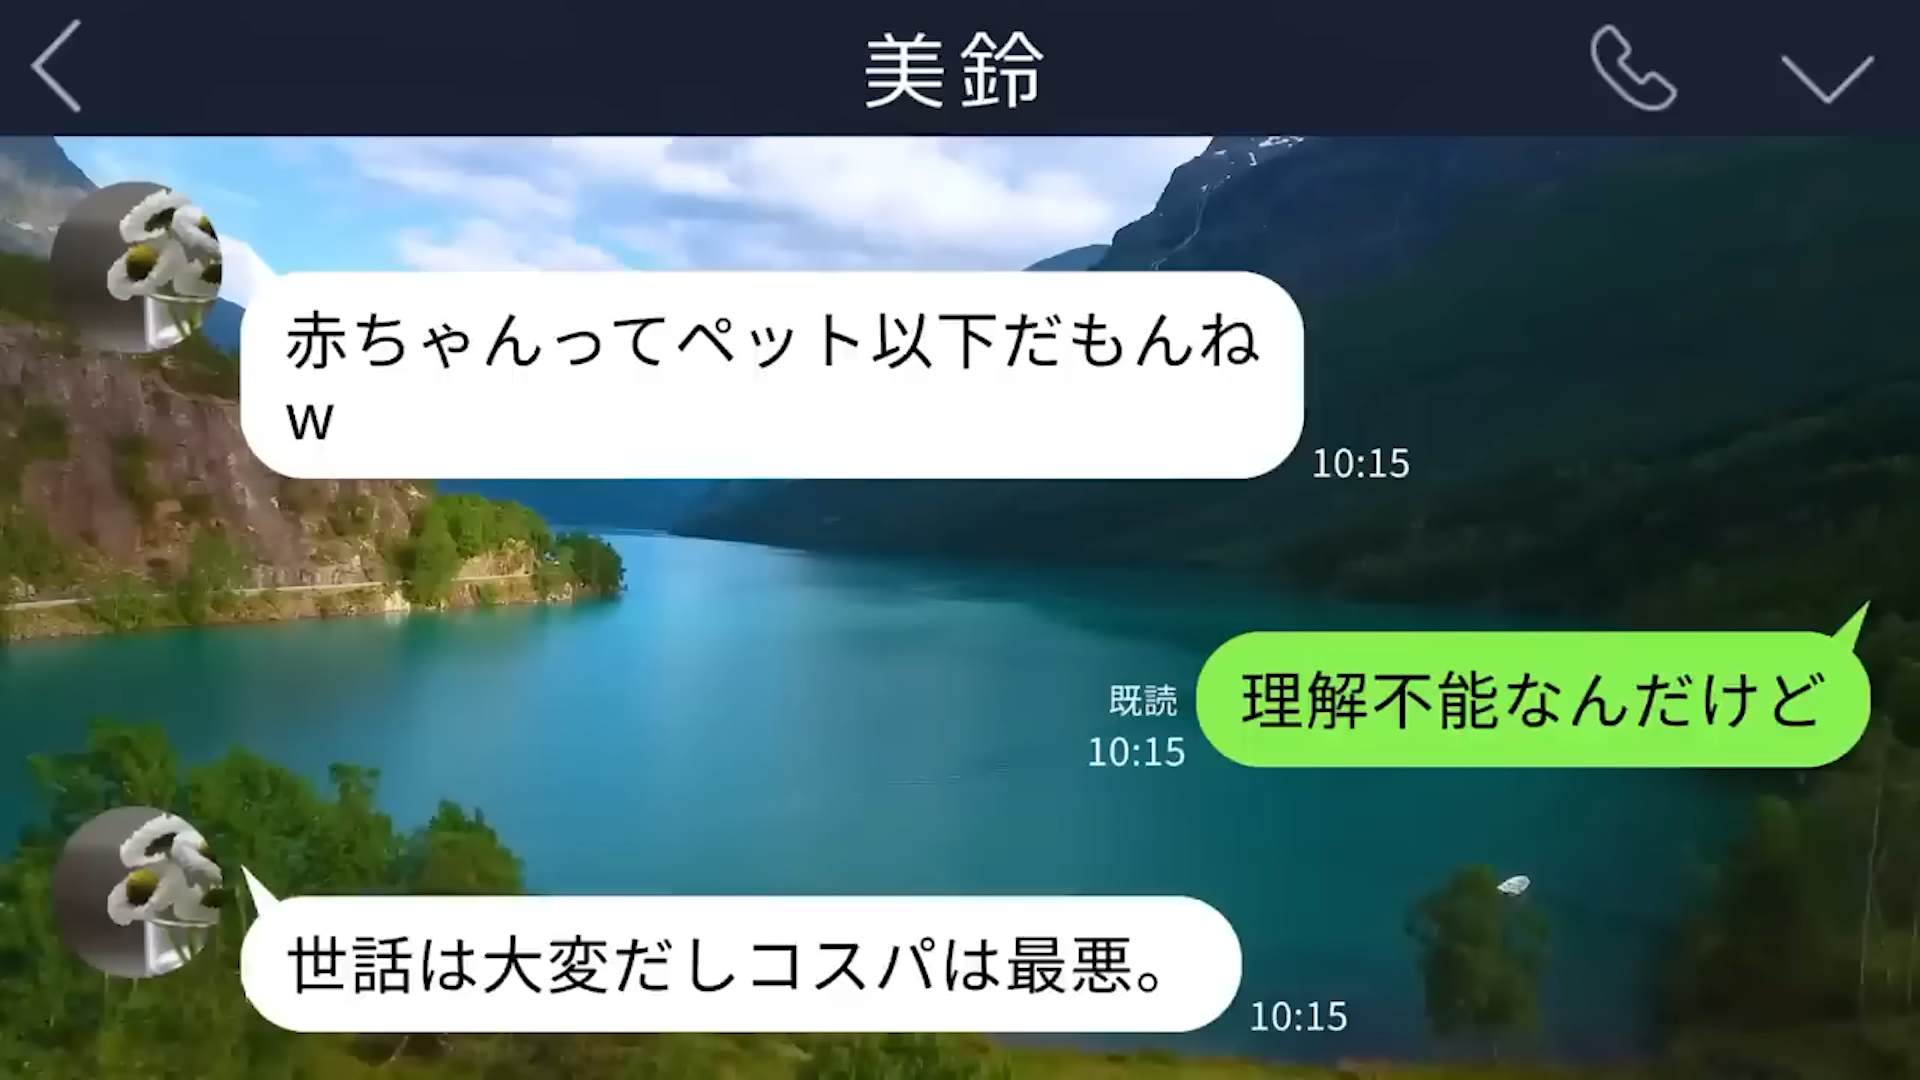 美鈴
赤ちゃんってペット以下だもんね
w
10:15
理解不能なんだけど
既読
10:15
世話は大変だしコスパは最悪。
10:15